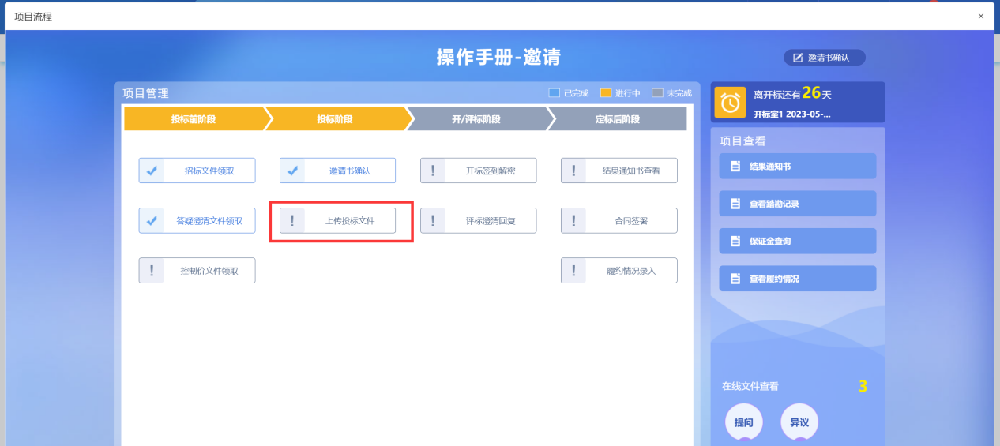 项目流程
×
操作手册-邀请
邀请书确认
项目管理
已完成 进行中 未完成
投标前阶段 投标阶段 开/评标阶段 定标后阶段
招标文件领取 邀请书确认 开标签到解密 结果通知书查看
答疑澄清文件领取 上传投标文件 评标澄清回复 合同签署
控制价文件领取 履约情况录入
离开标还有26天
开标室1 2023-05-...
项目查看
结果通知书
查看踏勘记录
保证金查询
查看履约情况
在线文件查看 3
提问 异议